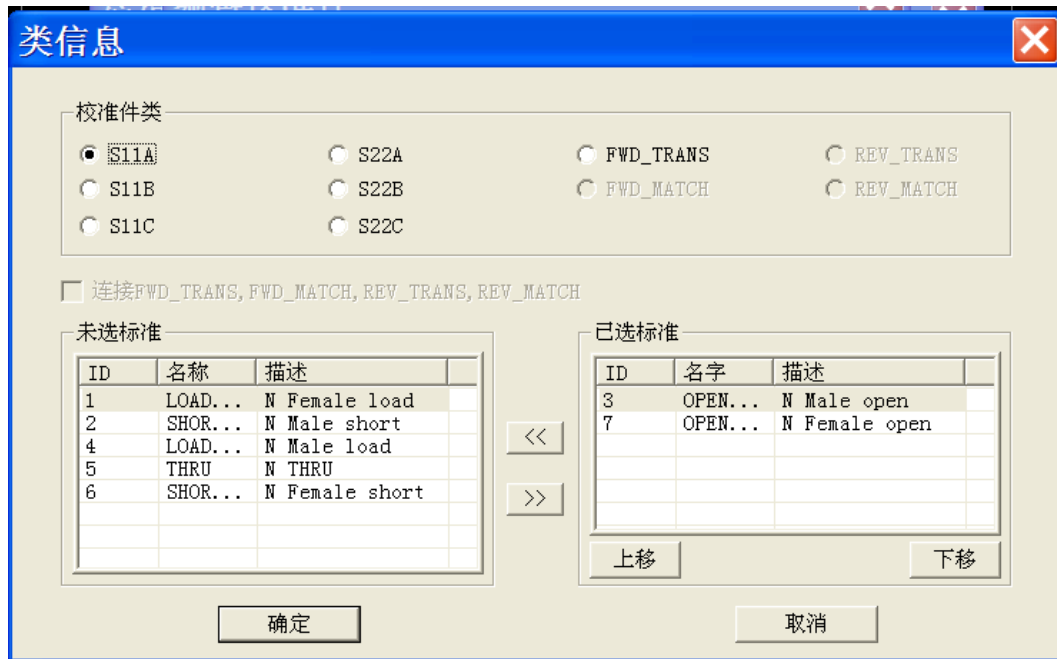 类信息
校准件类
S11A S22A FWD_TRANS REV_TRANS
S11B S22B FWD_MATCH REV_MATCH
S11C S22C
连接FWD_TRANS,FWD_MATCH,REV_TRANS,REV_MATCH
未选标准
ID 名称 描述
1 LOAD... N Female load
2 SHOR... N Male short
4 LOAD... N Male load
5 THRU N THRU
6 SHOR... N Female short
<<
>>
已选标准
ID 名字 描述
3 OPEN... N Male open
7 OPEN... N Female open
上移 下移
确定 取消